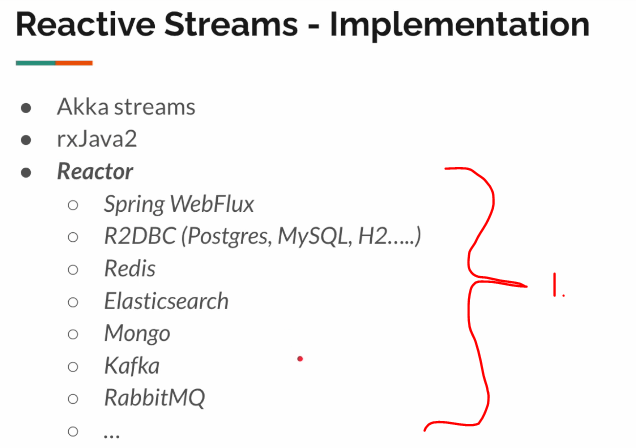 Reactive Streams - Implementation
● Akka streams
● rxJava2
● Reactor
○ Spring WebFlux
○ R2DBC (Postgres, MySQL, H2…..)
○ Redis
○ Elasticsearch
○ Mongo
○ Kafka
○ RabbitMQ
○ …
1.